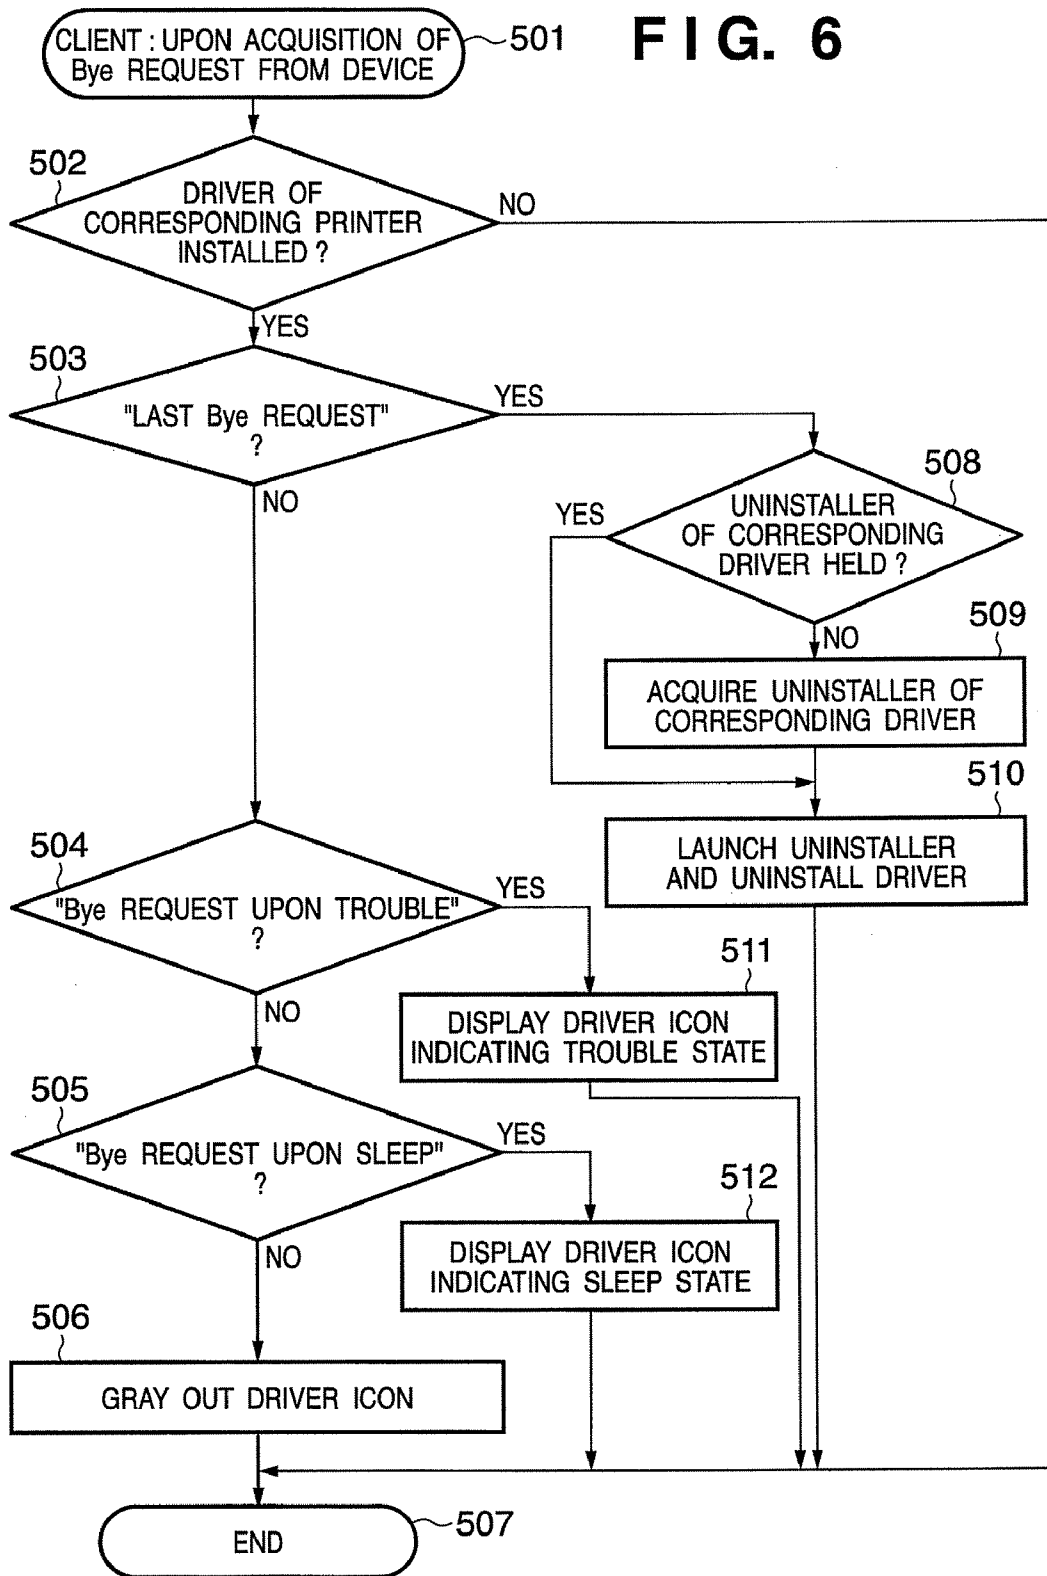 FIG. 6
CLIENT : UPON ACQUISITION OF
Bye REQUEST FROM DEVICE
501
502
DRIVER OF
CORRESPONDING PRINTER
INSTALLED ?
NO
YES
503
"LAST Bye REQUEST"
?
YES
NO
508
UNINSTALLER
OF CORRESPONDING
DRIVER HELD ?
YES
NO
509
ACQUIRE UNINSTALLER OF
CORRESPONDING DRIVER
510
LAUNCH UNINSTALLER
AND UNINSTALL DRIVER
504
"Bye REQUEST UPON TROUBLE"
?
YES
NO
511
DISPLAY DRIVER ICON
INDICATING TROUBLE STATE
505
"Bye REQUEST UPON SLEEP"
?
YES
NO
512
DISPLAY DRIVER ICON
INDICATING SLEEP STATE
506
GRAY OUT DRIVER ICON
END
507